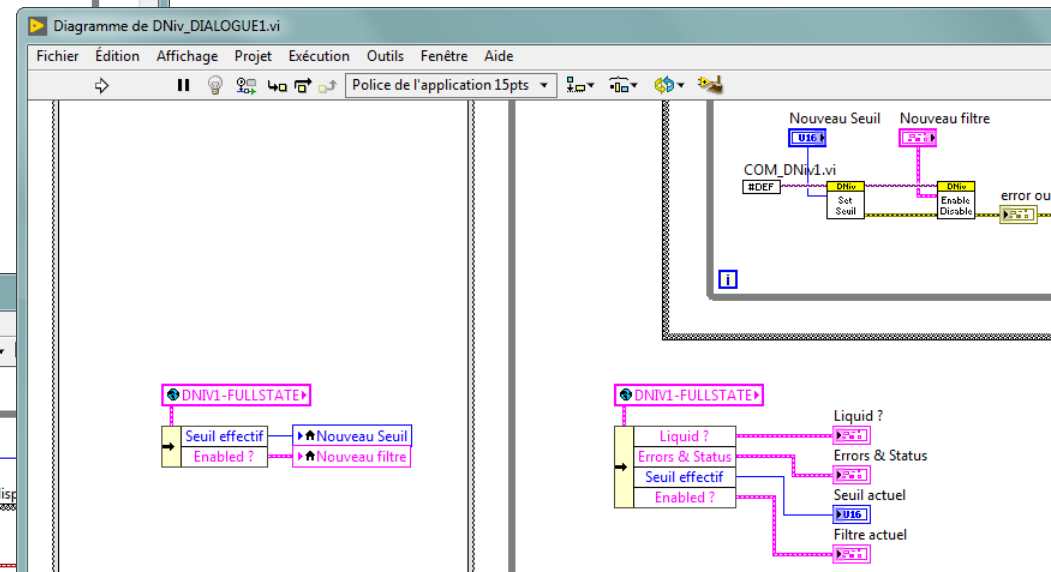 Diagramme de DNiv_DIALOGUE1.vi
Fichier Édition Affichage Projet Exécution Outils Fenêtre Aide
Police de l'application 15pts
Nouveau Seuil Nouveau filtre
U16
COM_DNiv1.vi
#DEF
DNiv
Set
Seuil
DNiv
Enable
Disable
error ou
i
DNIV1-FULLSTATE
Seuil effectif
Nouveau Seuil
Enabled ?
Nouveau filtre
DNIV1-FULLSTATE
Liquid ?
Errors & Status
Seuil effectif
Enabled ?
Liquid ?
Errors & Status
Seuil actuel
U16
Filtre actuel